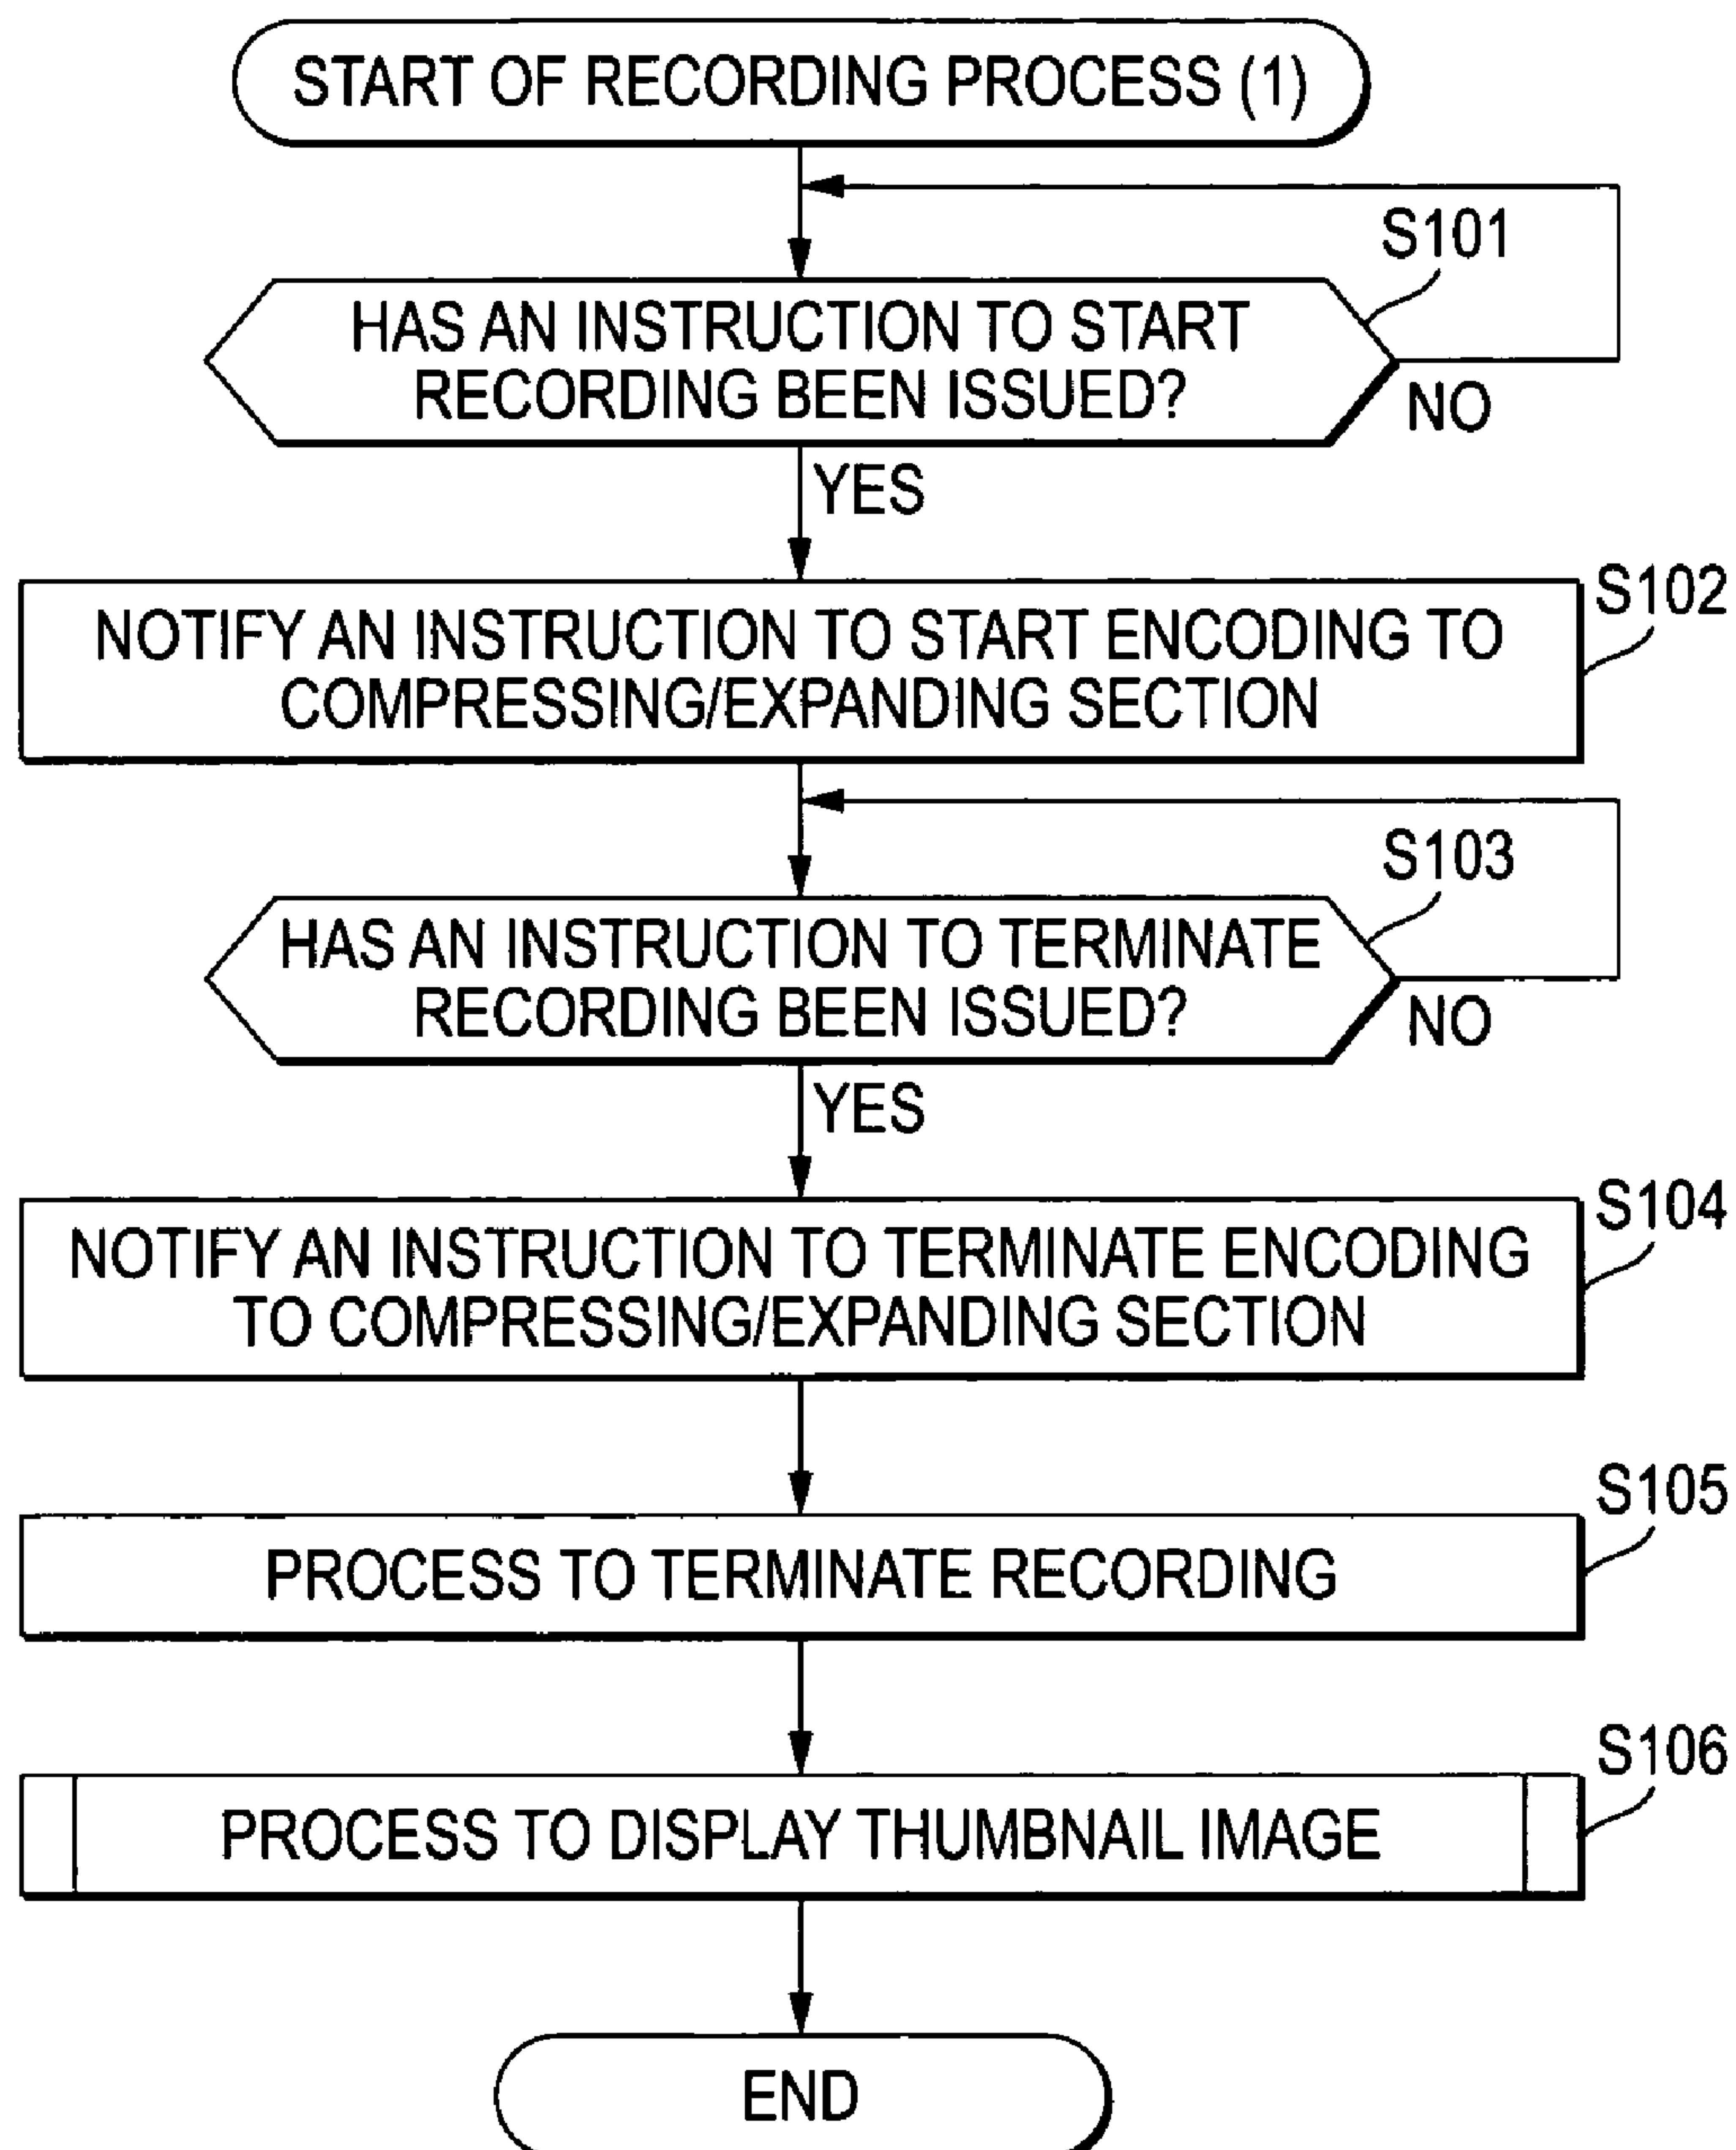 START OF RECORDING PROCESS (1)
S101
HAS AN INSTRUCTION TO START
RECORDING BEEN ISSUED?
NO
YES
S102
NOTIFY AN INSTRUCTION TO START ENCODING TO
COMPRESSING/EXPANDING SECTION
S103
HAS AN INSTRUCTION TO TERMINATE
RECORDING BEEN ISSUED?
NO
YES
S104
NOTIFY AN INSTRUCTION TO TERMINATE ENCODING
TO COMPRESSING/EXPANDING SECTION
S105
PROCESS TO TERMINATE RECORDING
S106
PROCESS TO DISPLAY THUMBNAIL IMAGE
END